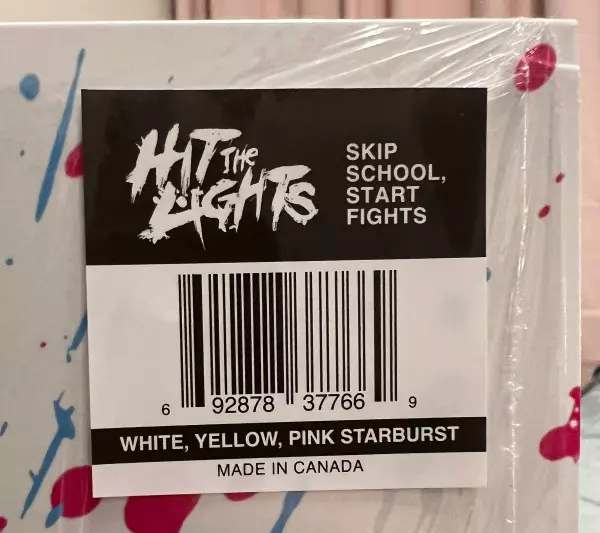 HIT THE
LIGHTS
SKIP
SCHOOL,
START
FIGHTS
6 92878 37766 9
WHITE, YELLOW, PINK STARBURST
MADE IN CANADA